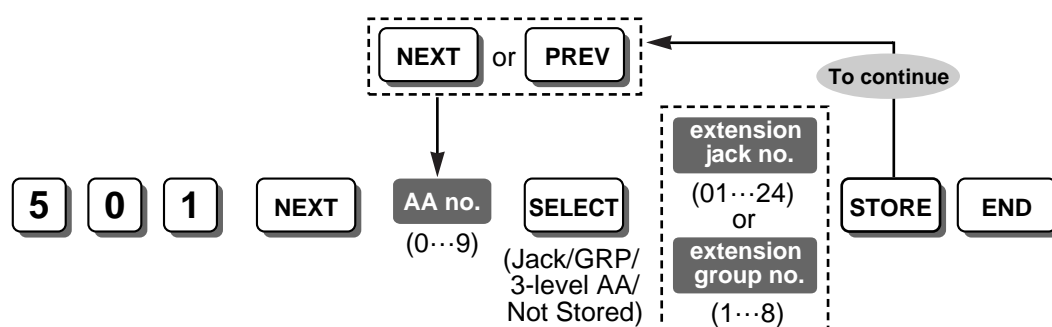 NEXT or PREV
To continue
extension
jack no.
5 0 1 NEXT AA no. SELECT (01···24) STORE END
(0···9)
or
(Jack/GRP/
3-level AA/
Not Stored)
extension
group no.
(1···8)